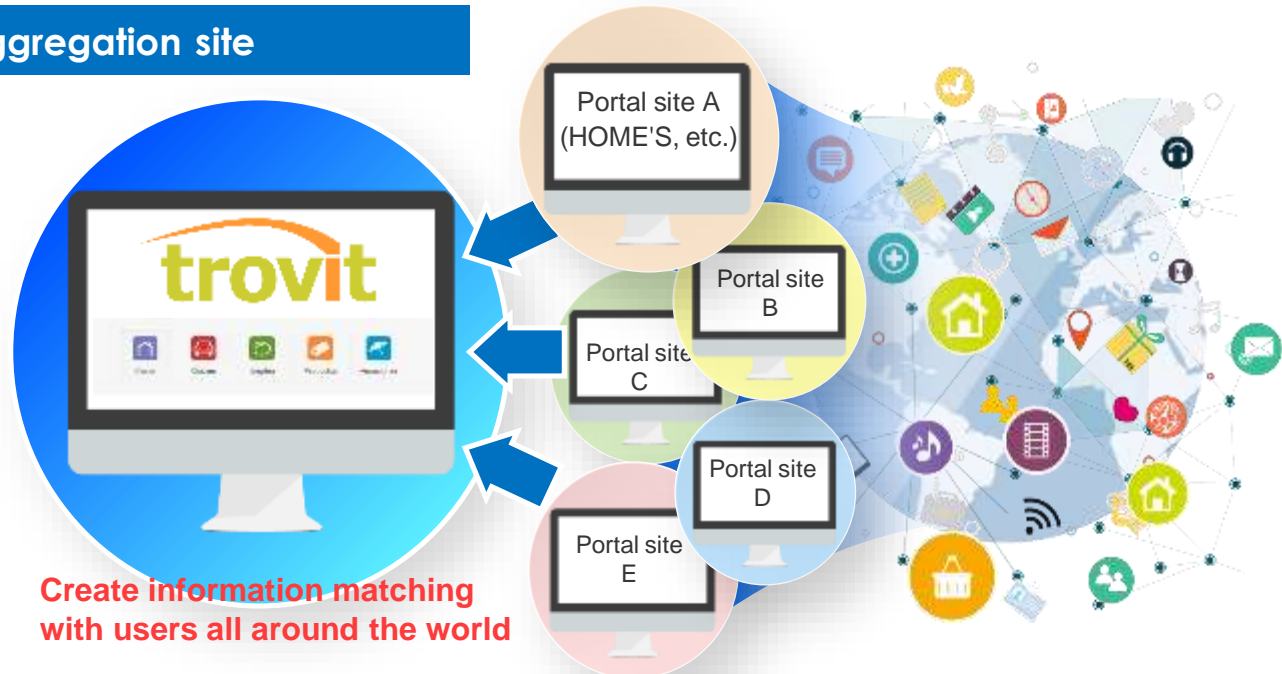 ggregation site
Portal site A
(HOME'S, etc.)
trovit
Portal site
B
Portal site
C
Portal site
D
Portal site
E
Create information matching
with users all around the world